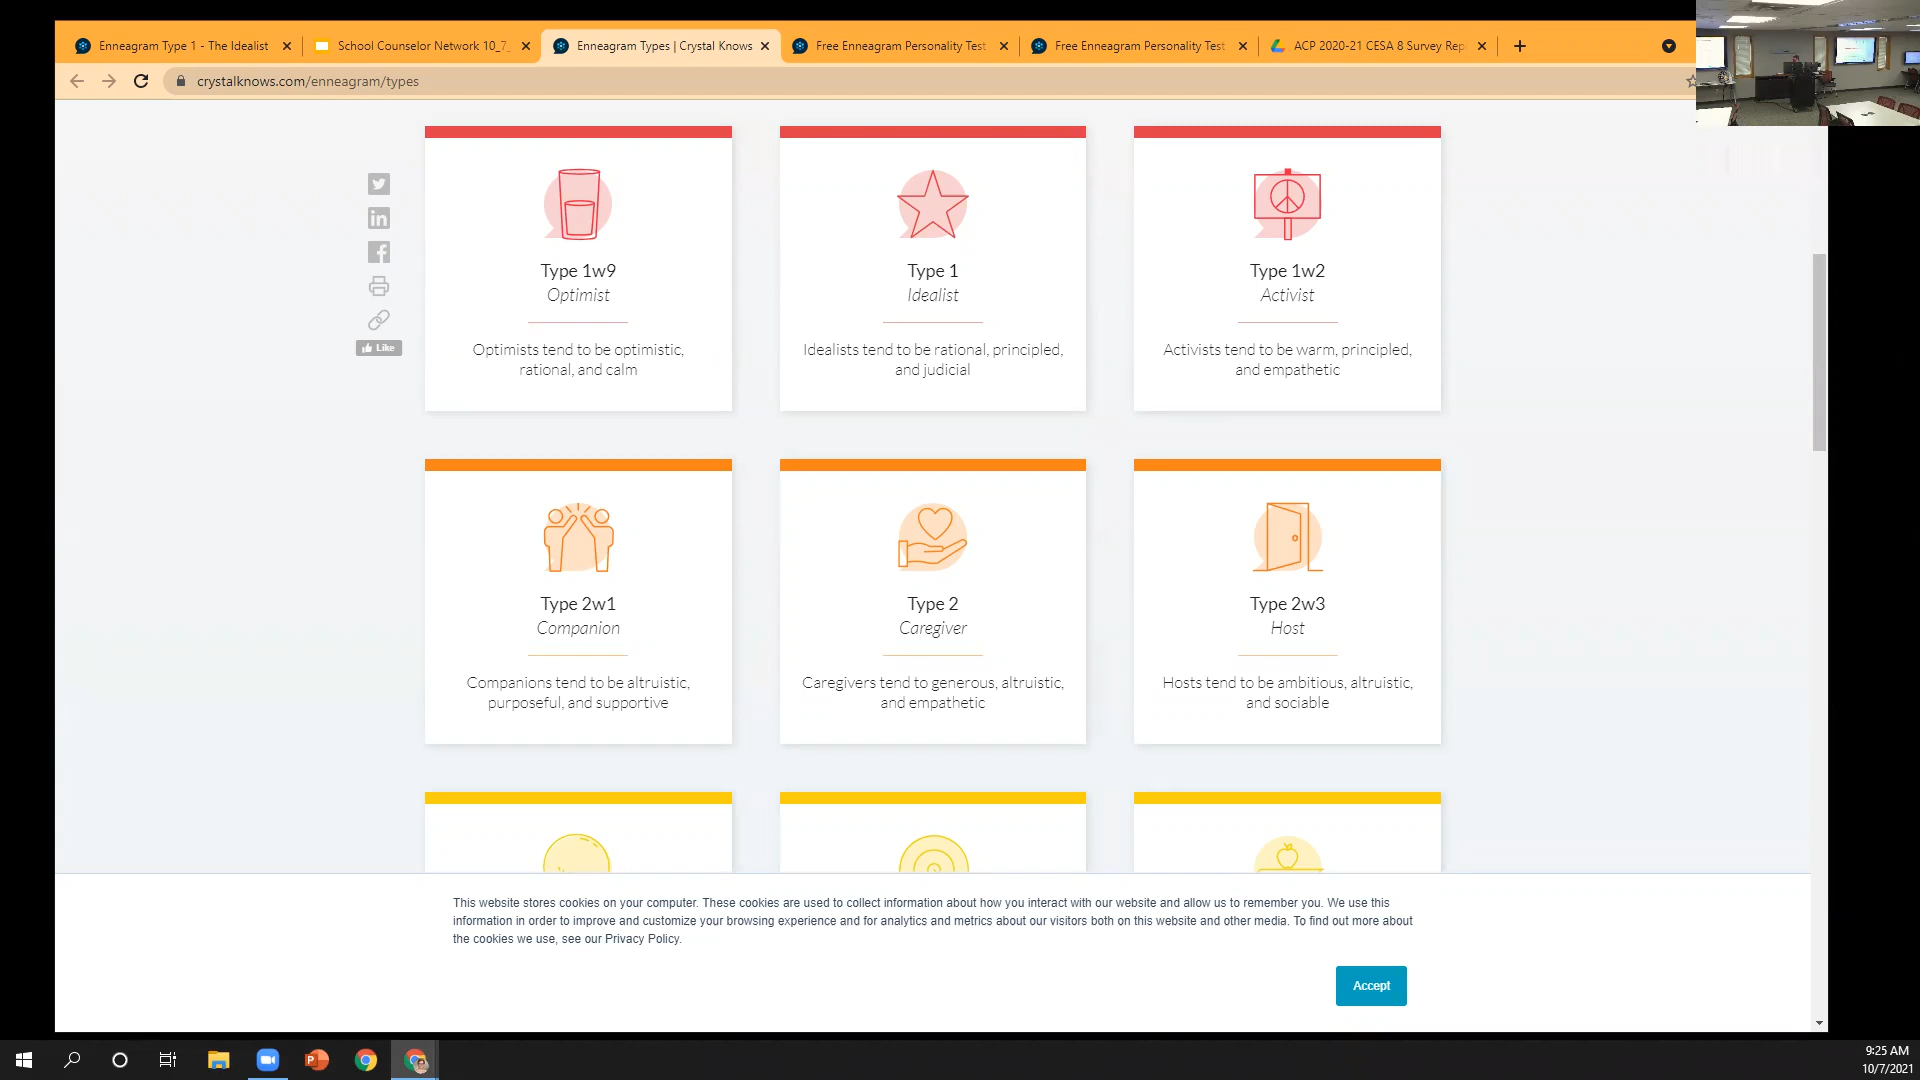 Enneagram Type 1 - The Idealist
School Counselor Network 10_7_
Enneagram Types | Crystal Knows
Free Enneagram Personality Test
Free Enneagram Personality Test
ACP 2020-21 CESA 8 Survey Rep
crystalknows.com/enneagram/types
Type 1w9
Optimist
Optimists tend to be optimistic,
rational, and calm
Type 1
Idealist
Idealists tend to be rational, principled,
and judicial
Type 1w2
Activist
Activists tend to be warm, principled,
and empathetic
Like
Type 2w1
Companion
Companions tend to be altruistic,
purposeful, and supportive
Type 2
Caregiver
Caregivers tend to generous, altruistic,
and empathetic
Type 2w3
Host
Hosts tend to be ambitious, altruistic,
and sociable
This website stores cookies on your computer. These cookies are used to collect information about how you interact with our website and allow us to remember you. We use this
information in order to improve and customize your browsing experience and for analytics and metrics about our visitors both on this website and other media. To find out more about
the cookies we use, see our Privacy Policy.
Accept
9:25 AM
10/7/2021